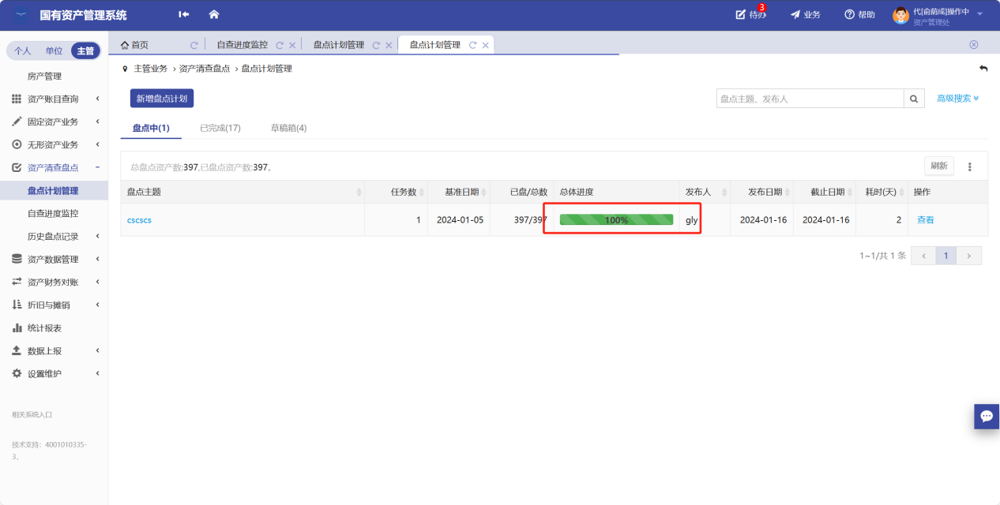 国有资产管理系统
待办
3
业务
帮助
代[俞荫成]操作中
资产管理处
个人 单位 主管
首页
自查进度监控
盘点计划管理
盘点计划管理
房产管理
资产账目查询
固定资产业务
无形资产业务
资产清查盘点
盘点计划管理
自查进度监控
历史盘点记录
资产数据管理
资产财务对账
折旧与摊销
统计报表
数据上报
设置维护
相关系统入口
技术支持：4001010335-
3，
主管业务 › 资产清查盘点 › 盘点计划管理
新增盘点计划
盘点主题、发布人
高级搜索
盘点中(1) 已完成(17) 草稿箱(4)
总盘点资产数:397,已盘点资产数:397。
刷新
盘点主题 任务数 基准日期 已盘/总数 总体进度 发布人 发布日期 截止日期 耗时(天) 操作
cscscs 1 2024-01-05 397/397 100% gly 2024-01-16 2024-01-16 2 查看
1~1/共 1 条 ‹ 1 ›